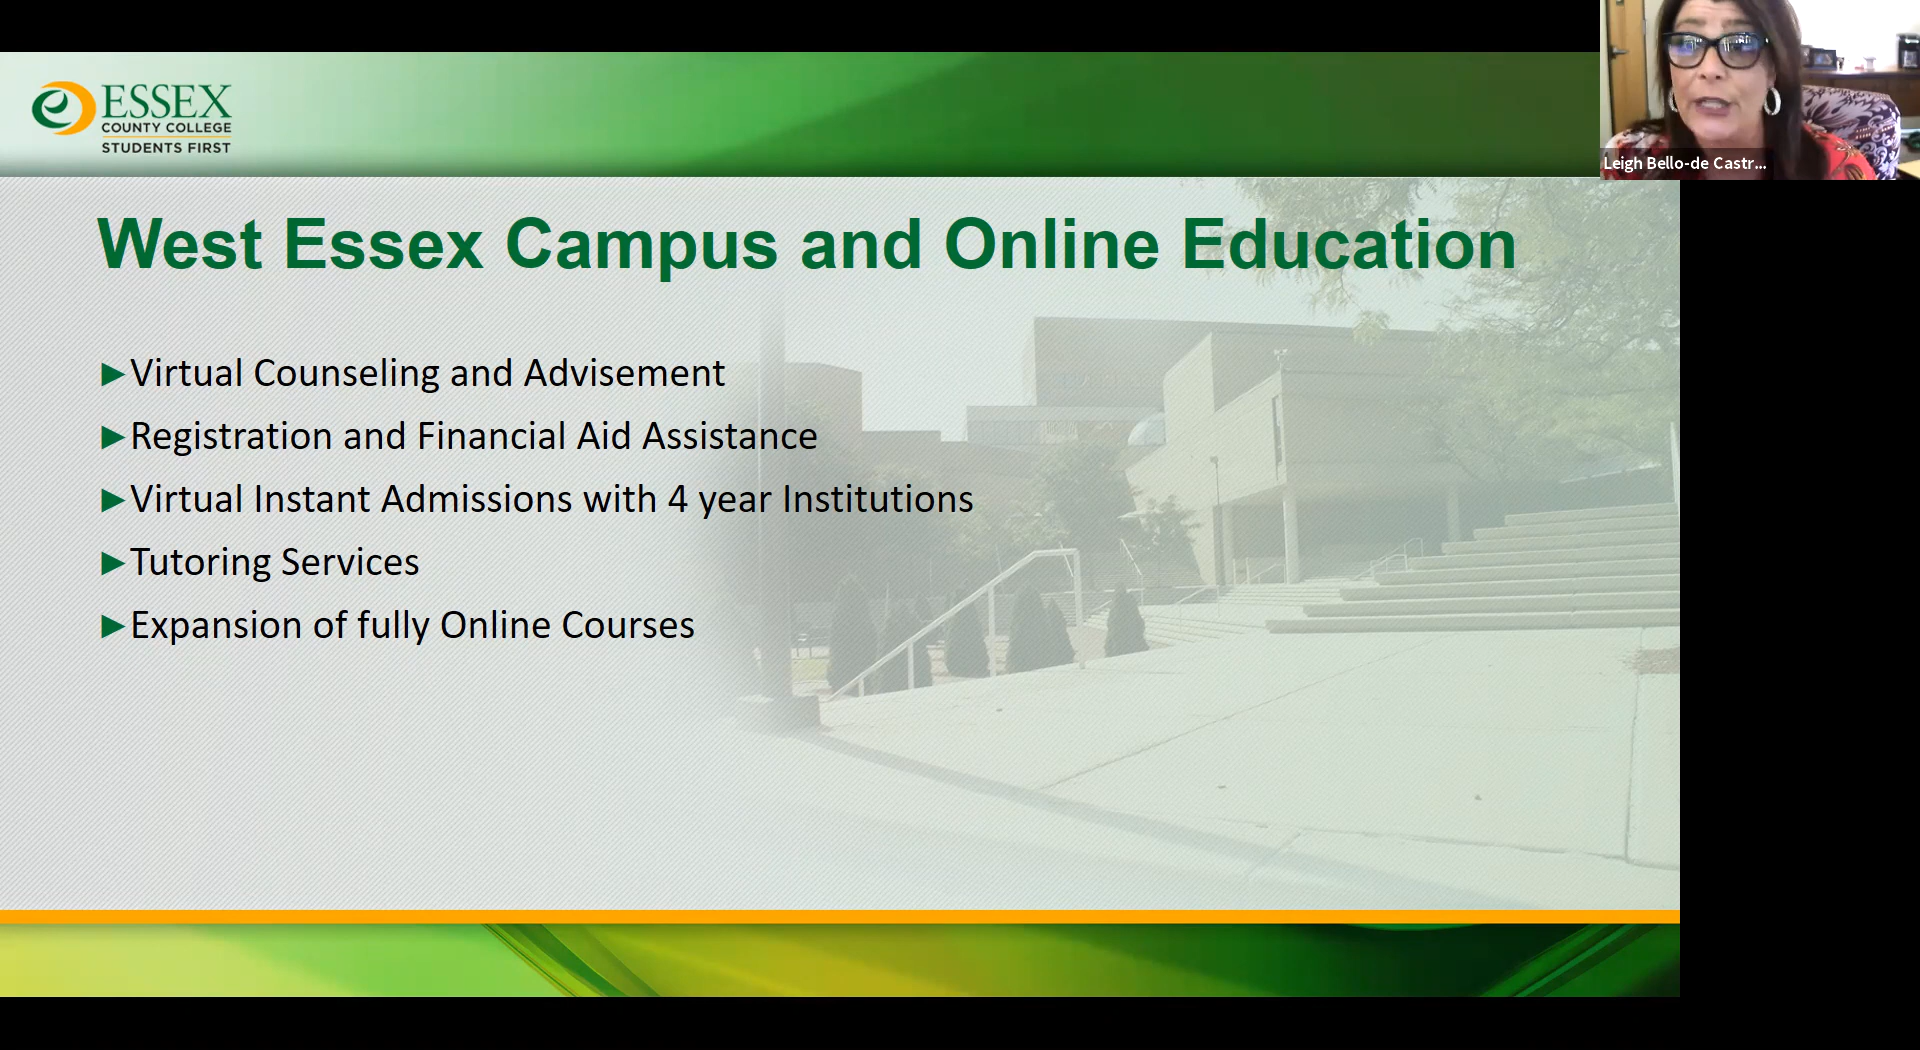 ESSEX
COUNTY COLLEGE
STUDENTS FIRST
Leigh Bello-de Castr...
West Essex Campus and Online Education
►Virtual Counseling and Advisement
►Registration and Financial Aid Assistance
►Virtual Instant Admissions with 4 year Institutions
►Tutoring Services
►Expansion of fully Online Courses